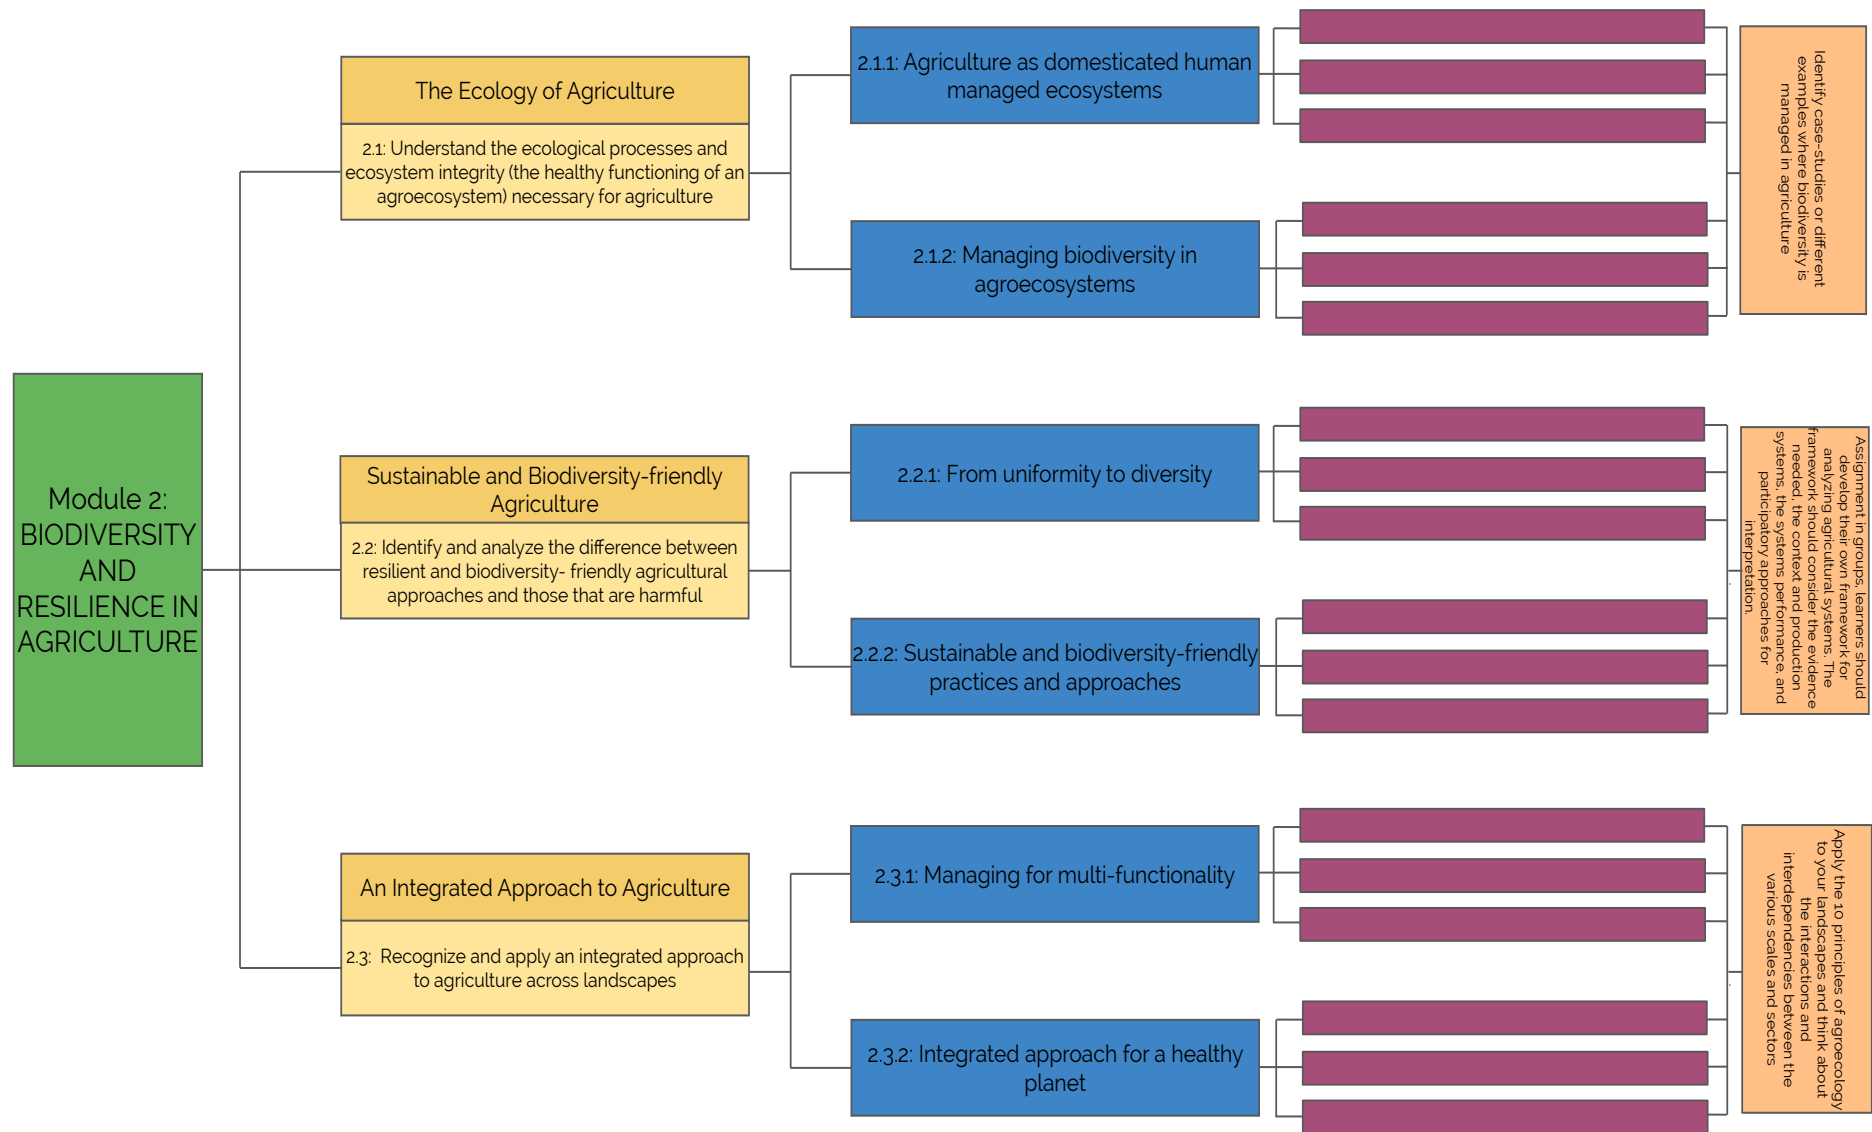 Module 2:
BIODIVERSITY
AND
RESILIENCE IN
AGRICULTURE
The Ecology of Agriculture
2.1: Understand the ecological processes and
ecosystem integrity (the healthy functioning of an
agroecosystem) necessary for agriculture
2.1.1: Agriculture as domesticated human
managed ecosystems
2.1.2: Managing biodiversity in
agroecosystems
Identify case-studies or different
examples where biodiversity is
managed in agriculture
Sustainable and Biodiversity-friendly
Agriculture
2.2: Identify and analyze the difference between
resilient and biodiversity- friendly agricultural
approaches and those that are harmful
2.2.1: From uniformity to diversity
2.2.2: Sustainable and biodiversity-friendly
practices and approaches
Assignment in groups, learners should
develop their own framework for
analyzing agricultural systems. The
framework should consider the evidence
needed, the context and production
systems, the systems performance, and
participatory approaches for
interpretation.
An Integrated Approach to Agriculture
2.3: Recognize and apply an integrated approach
to agriculture across landscapes
2.3.1: Managing for multi-functionality
2.3.2: Integrated approach for a healthy
planet
Apply the 10 principles of agroecology
to your landscapes and think about
the interactions and
interdependencies between the
various scales and sectors